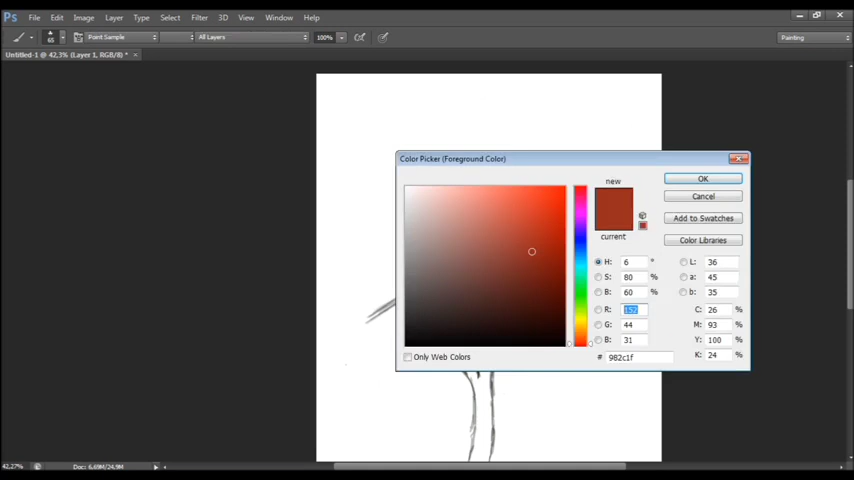 Ps File Edit Image Layer Type Select Filter 3D View Window Help
65 Point Sample All Layers 100% Painting
Untitled-1 @ 42,3% (Layer 1, RGB/8) * ×
Color Picker (Foreground Color)
new
OK
Cancel
Add to Swatches
current
Color Libraries
H: 6 ° L: 36
S: 80 % a: 45
B: 60 % b: 35
R: 152 C: 26 %
G: 44 M: 93 %
B: 31 Y: 100 %
# 982c1f K: 24 %
Only Web Colors
42,27% Doc: 6,69M/24,9M